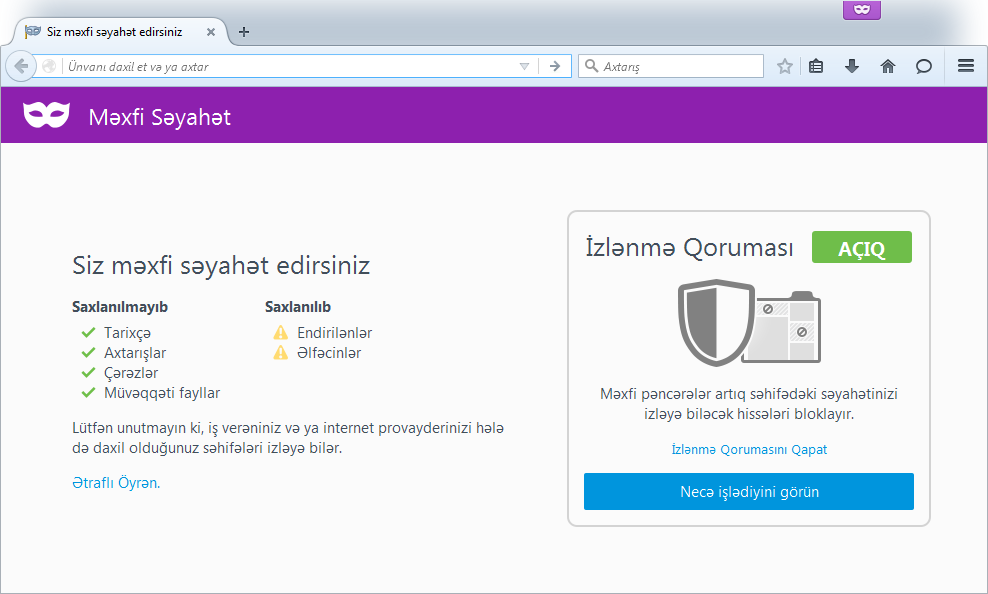 Siz məxfi səyahət edirsiniz
Ünvanı daxil et və ya axtar
Axtarış
Məxfi Səyahət
Siz məxfi səyahət edirsiniz
Saxlanılmayıb
Tarixçə
Axtarışlar
Çərəzlər
Müvəqqəti fayllar
Saxlanılıb
Endirilənlər
Əlfəcinlər
Lütfən unutmayın ki, iş verəniniz və ya internet provayderinizi hələ
də daxil olduğunuz səhifələri izləyə bilər.
Ətraflı Öyrən.
İzlənmə Qoruması
AÇIQ
Məxfi pəncərələr artıq səhifədəki səyahətinizi
izləyə biləcək hissələri bloklayır.
İzlənmə Qorumasını Qapat
Necə işlədiyini görün